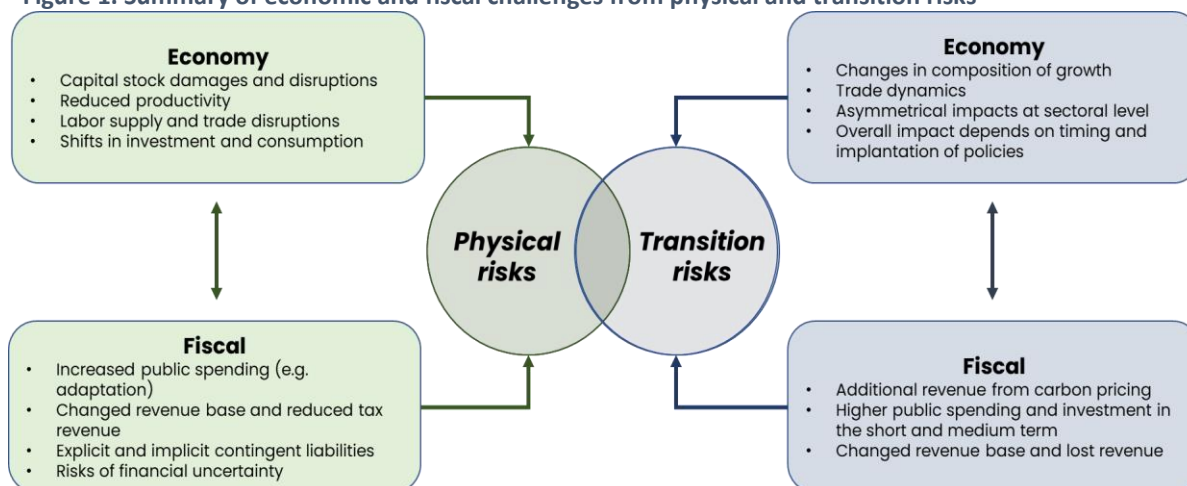 Figure 1. Summary of economic and fiscal challenges from physical and transition risks
Economy
• Capital stock damages and disruptions
• Reduced productivity
• Labor supply and trade disruptions
• Shifts in investment and consumption
Economy
• Changes in composition of growth
• Trade dynamics
• Asymmetrical impacts at sectoral level
• Overall impact depends on timing and
implantation of policies
Physical
risks
Transition
risks
Fiscal
• Increased public spending (e.g.
adaptation)
• Changed revenue base and reduced tax
revenue
• Explicit and implicit contingent liabilities
• Risks of financial uncertainty
Fiscal
• Additional revenue from carbon pricing
• Higher public spending and investment in
the short and medium term
• Changed revenue base and lost revenue